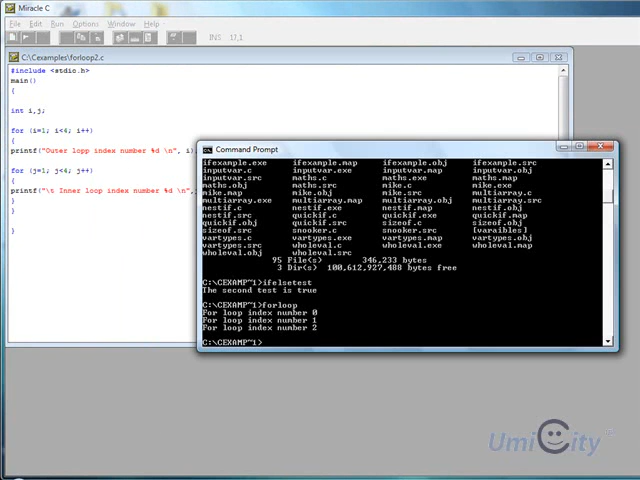 Miracle C
File Edit Run Options Window Help
INS 17,1
C:\Cexamples\forloop2.c
#include <stdio.h>
main()
{
int i,j;
for (i=1; i<4; i++)
{
printf("Outer lopp index number %d \n", i)
for (j=1; j<4; j++)
{
printf("\t Inner loop index number %d \n",
}
}
}
Command Prompt
ifexample.exe ifexample.map ifexample.obj ifexample.src
inputvar.c inputvar.exe inputvar.map inputvar.obj
inputvar.src maths.c maths.exe maths.map
maths.obj maths.src mike.c mike.exe
mike.map mike.obj mike.src multiarray.c
multiarray.exe multiarray.map multiarray.obj multiarray.src
nestif.c nestif.exe nestif.map nestif.obj
nestif.src quickif.c quickif.exe quickif.map
quickif.obj quickif.src sizeof.c sizeof.obj
sizeof.src snooker.c snooker.src [varaibles]
vartypes.c vartypes.exe vartypes.map vartypes.obj
vartypes.src wholeval.c wholeval.exe wholeval.map
wholeval.obj wholeval.src
95 File(s) 346,233 bytes
3 Dir(s) 100,612,927,488 bytes free
C:\CEXAMP~1>ifelsetest
The second test is true
C:\CEXAMP~1>forloop
For loop index number 0
For loop index number 1
For loop index number 2
C:\CEXAMP~1>
UmiCity